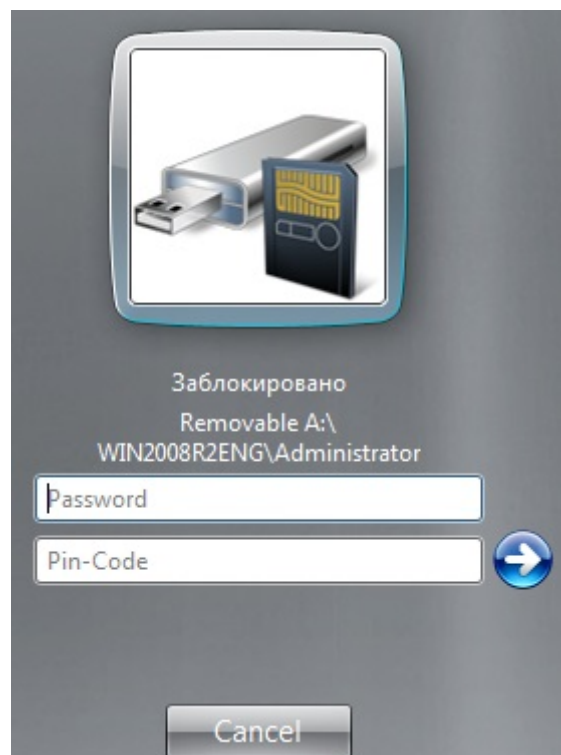 Заблокировано
Removable A:\
WIN2008R2ENG\Administrator
Password
Pin-Code
Cancel